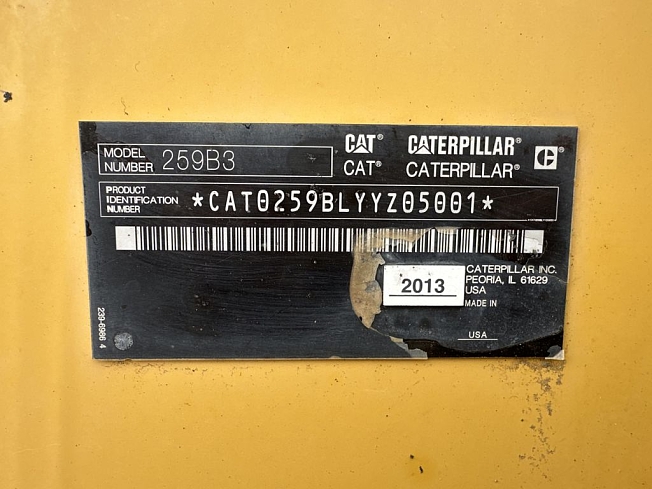 MODEL NUMBER 259B3
CAT® CATERPILLAR®
CAT® CATERPILLAR®
C
PRODUCT IDENTIFICATION NUMBER *CAT0259BLYYZ05001*
CATERPILLAR INC.
PEORIA, IL 61629
USA
2013
MADE IN
USA
239-6986 4